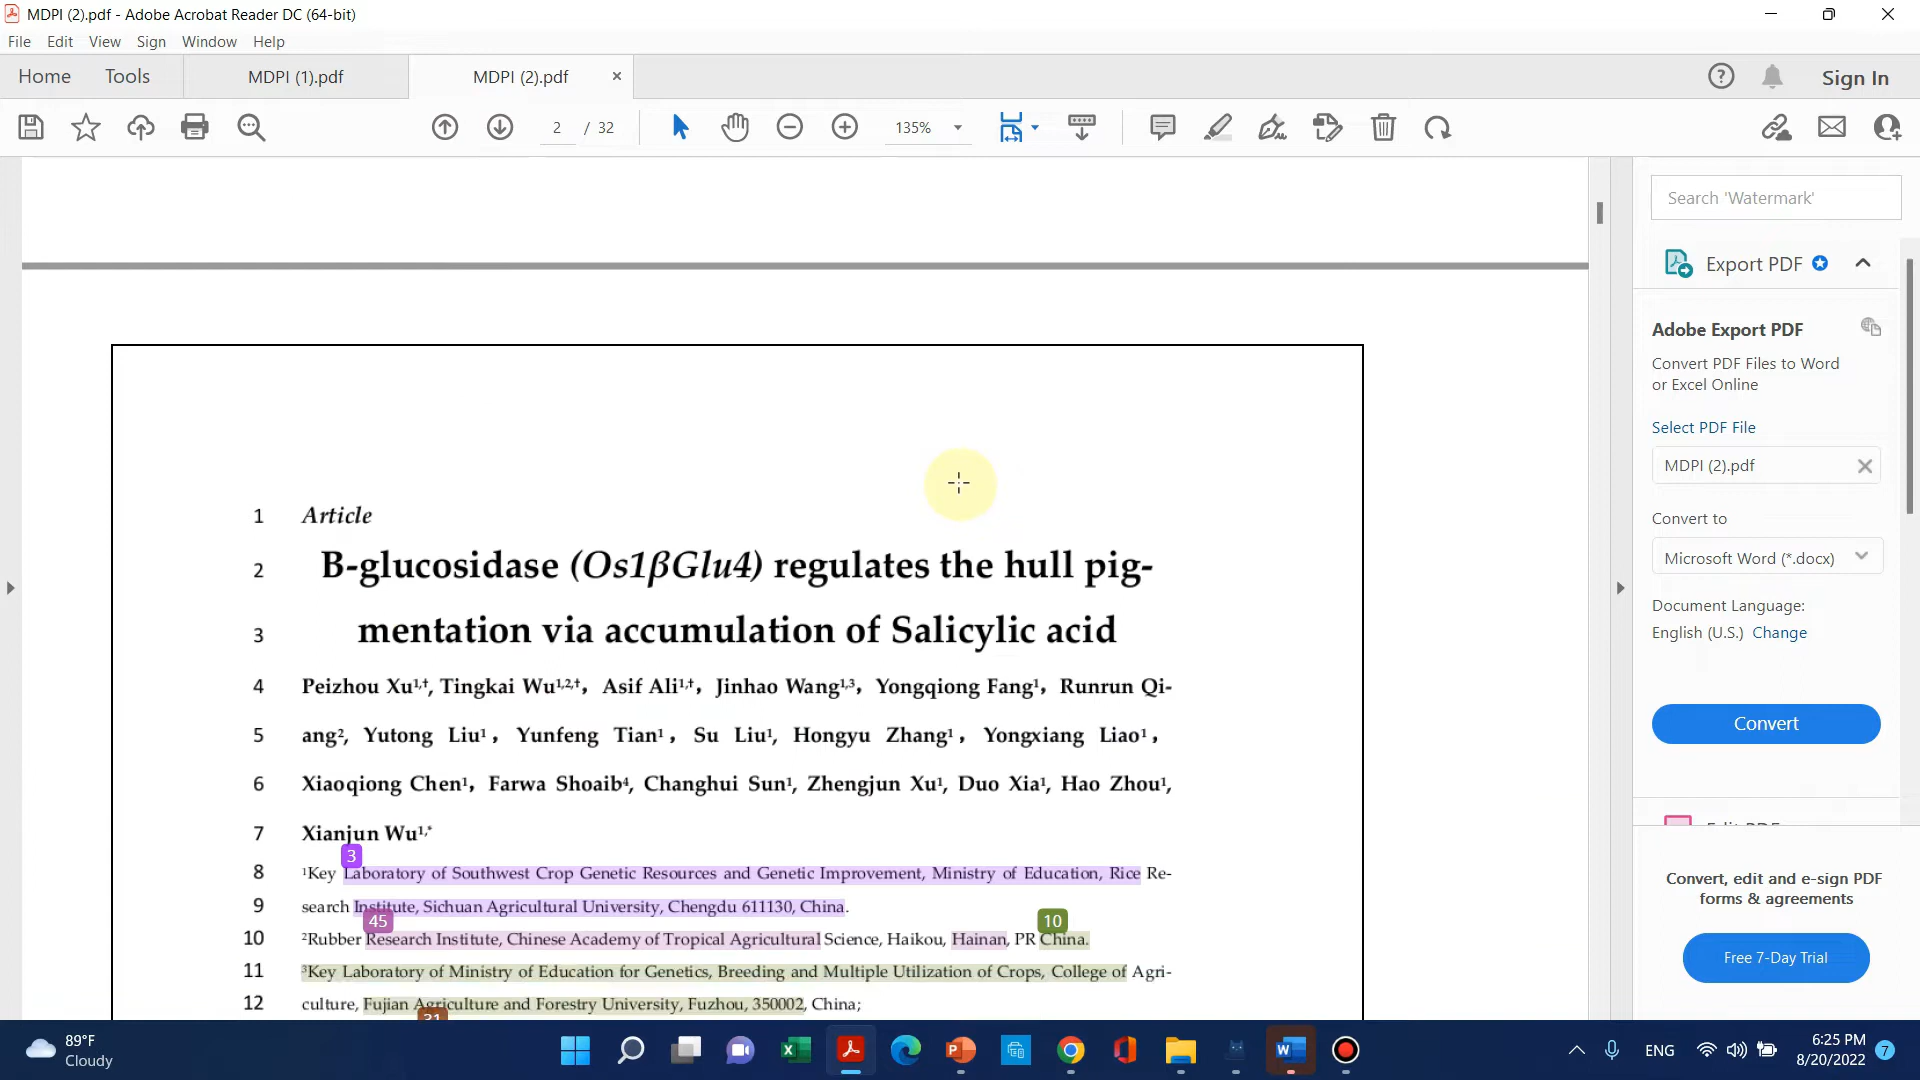 MDPI (2).pdf - Adobe Acrobat Reader DC (64-bit)
File Edit View Sign Window Help
Home Tools MDPI (1).pdf MDPI (2).pdf × Sign In
2 / 32 135%
Search 'Watermark'
Export PDF
Adobe Export PDF
Convert PDF Files to Word
or Excel Online
Select PDF File
MDPI (2).pdf
Convert to
Microsoft Word (*.docx)
Document Language:
English (U.S.) Change
Convert
Convert, edit and e-sign PDF
forms & agreements
Free 7-Day Trial
1 Article
2 B-glucosidase (Os1βGlu4) regulates the hull pig-
3 mentation via accumulation of Salicylic acid
4 Peizhou Xu¹,†, Tingkai Wu¹,²,†, Asif Ali¹,†, Jinhao Wang¹,³, Yongqiong Fang¹, Runrun Qi-
5 ang², Yutong Liu¹, Yunfeng Tian¹, Su Liu¹, Hongyu Zhang¹, Yongxiang Liao¹,
6 Xiaoqiong Chen¹, Farwa Shoaib⁴, Changhui Sun¹, Zhengjun Xu¹, Duo Xia¹, Hao Zhou¹,
7 Xianjun Wu¹,*
3
8 ¹Key Laboratory of Southwest Crop Genetic Resources and Genetic Improvement, Ministry of Education, Rice Re-
9 search Institute, Sichuan Agricultural University, Chengdu 611130, China.
45 10
10 ²Rubber Research Institute, Chinese Academy of Tropical Agricultural Science, Haikou, Hainan, PR China.
11 ³Key Laboratory of Ministry of Education for Genetics, Breeding and Multiple Utilization of Crops, College of Agri-
12 culture, Fujian Agriculture and Forestry University, Fuzhou, 350002, China;
31
89°F
Cloudy
ENG
6:25 PM
8/20/2022
7